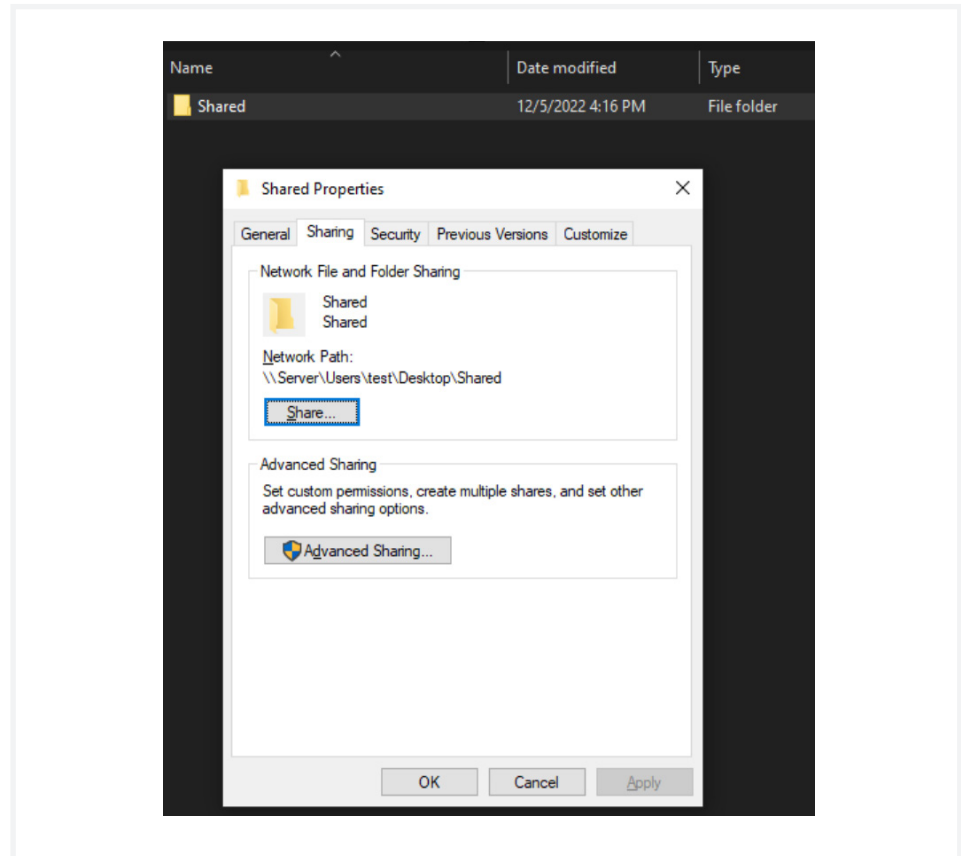 Name Date modified Type
Shared 12/5/2022 4:16 PM File folder
Shared Properties
General Sharing Security Previous Versions Customize
Network File and Folder Sharing
Shared
Shared
Network Path:
\\Server\Users\test\Desktop\Shared
Share...
Advanced Sharing
Set custom permissions, create multiple shares, and set other
advanced sharing options.
Advanced Sharing...
OK Cancel Apply